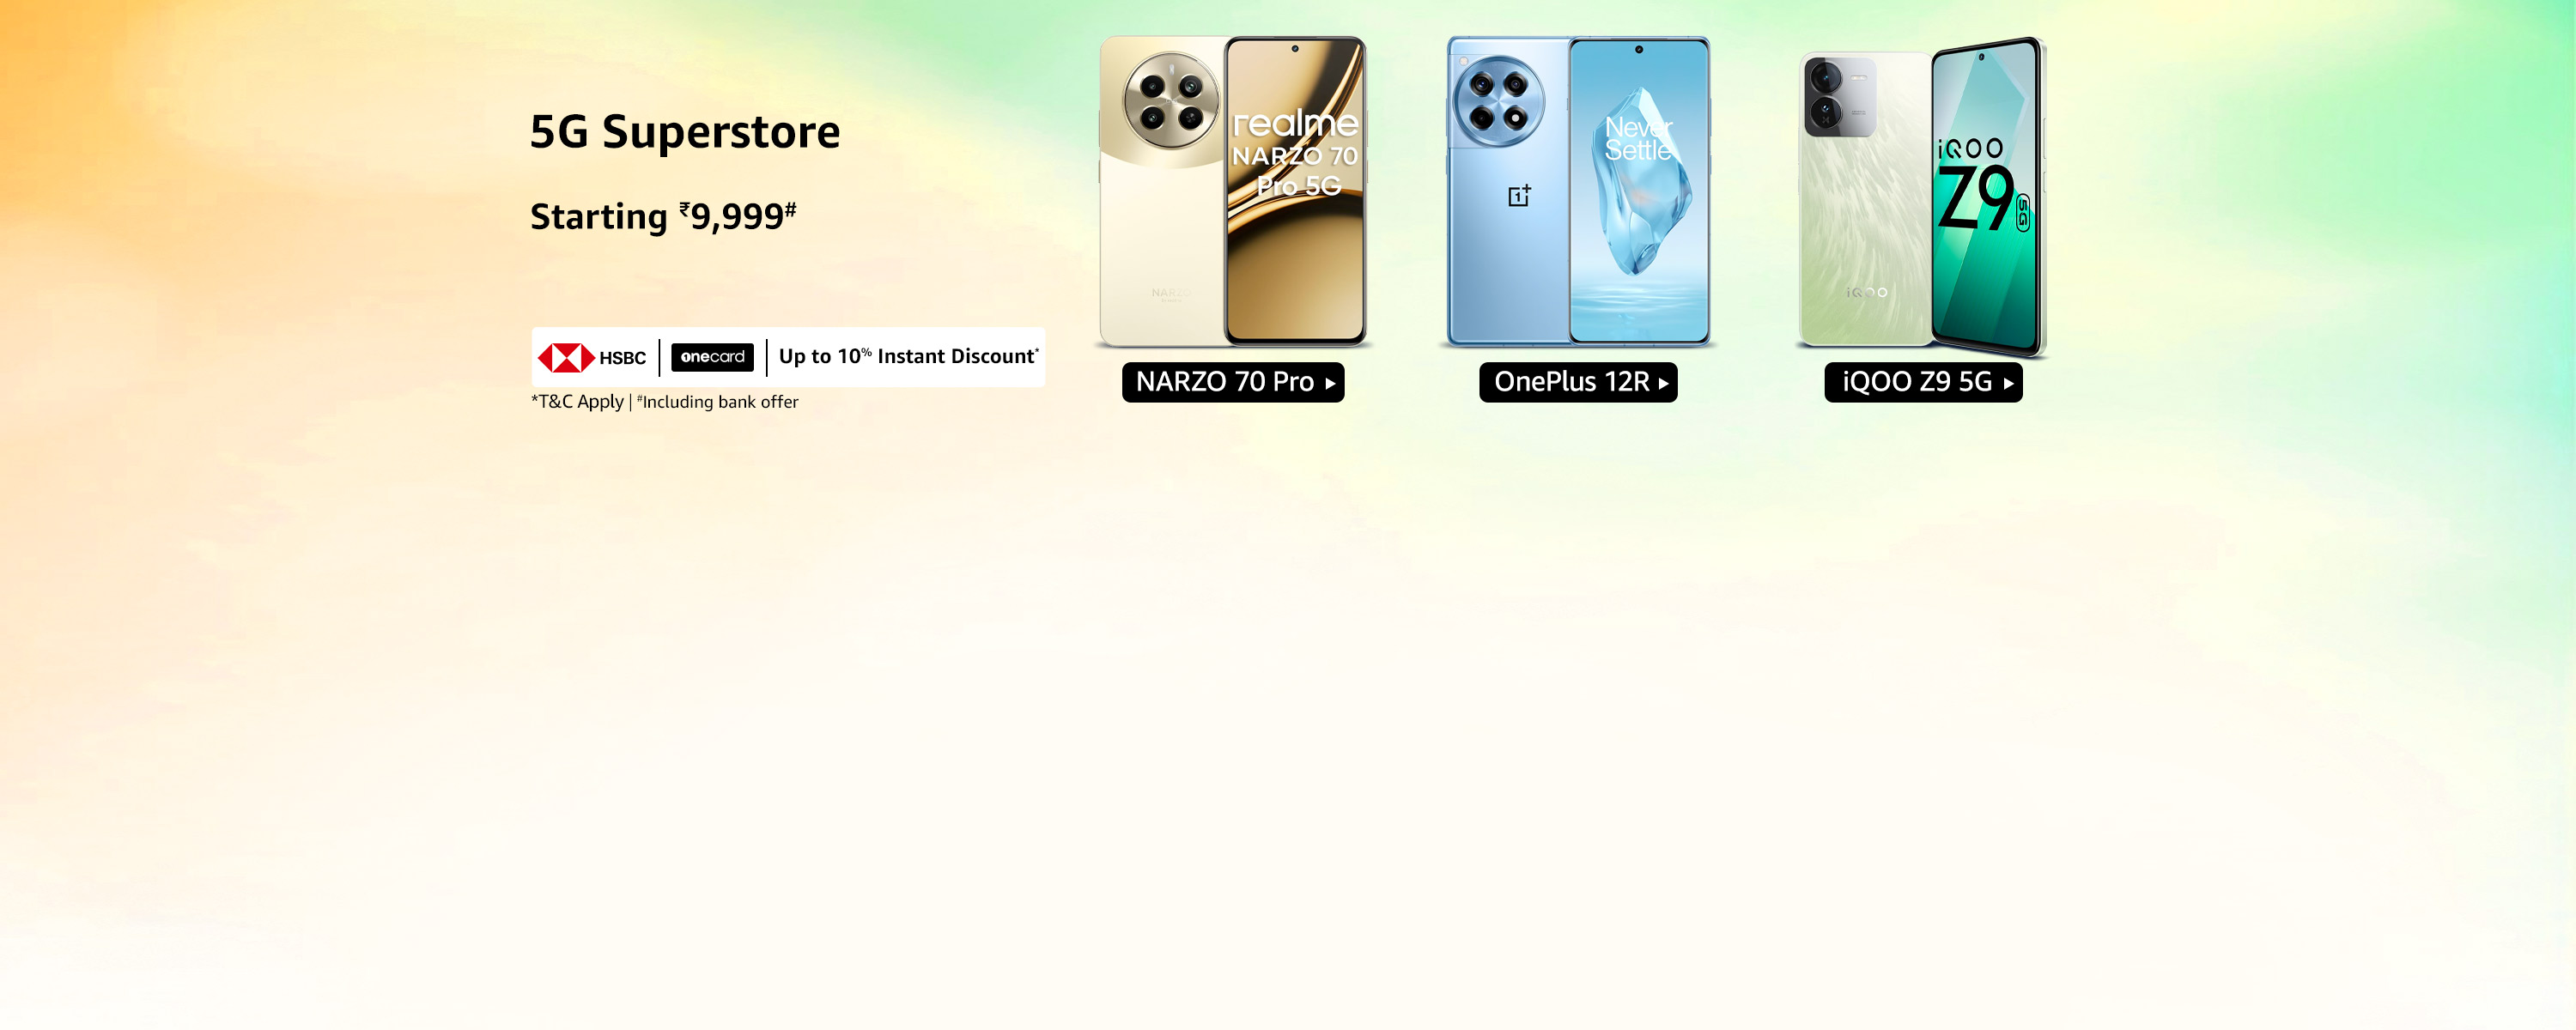 5G Superstore
Starting ₹9,999#
HSBC | onecard | Up to 10% Instant Discount*
*T&C Apply | #Including bank offer
realme
NARZO 70
Pro 5G
NARZO
NARZO 70 Pro
Never
Settle
1+
OnePlus 12R
iQOO
Z9
5G
iQOO
iQOO Z9 5G